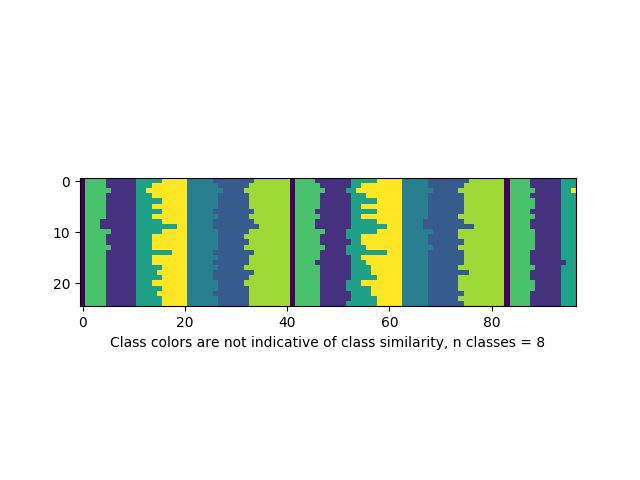 0
10
20
0 20 40 60 80
Class colors are not indicative of class similarity, n classes = 8